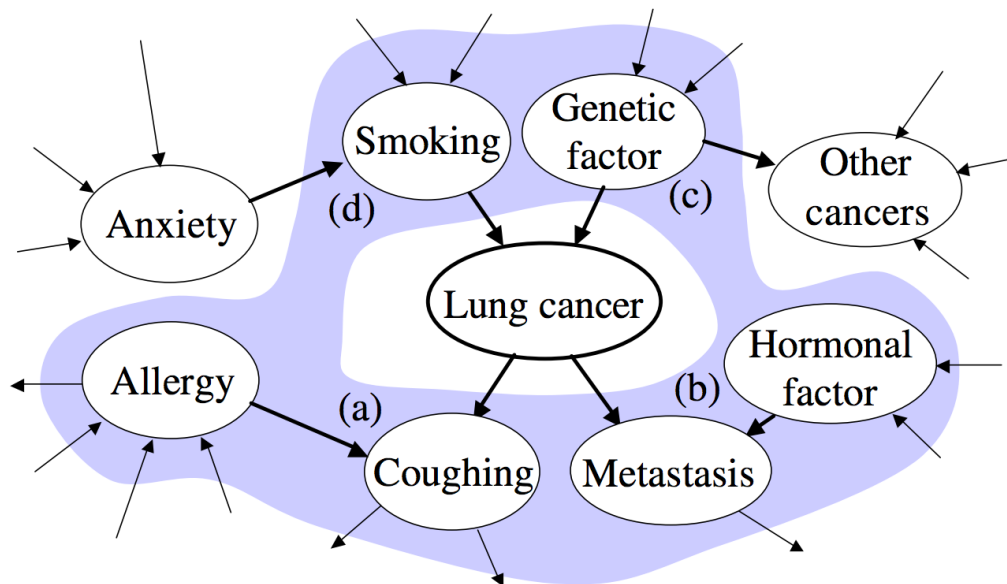 Smoking
Genetic
factor
Other
cancers
Anxiety
(d)
(c)
Lung cancer
Hormonal
factor
Allergy
(a)
(b)
Coughing
Metastasis